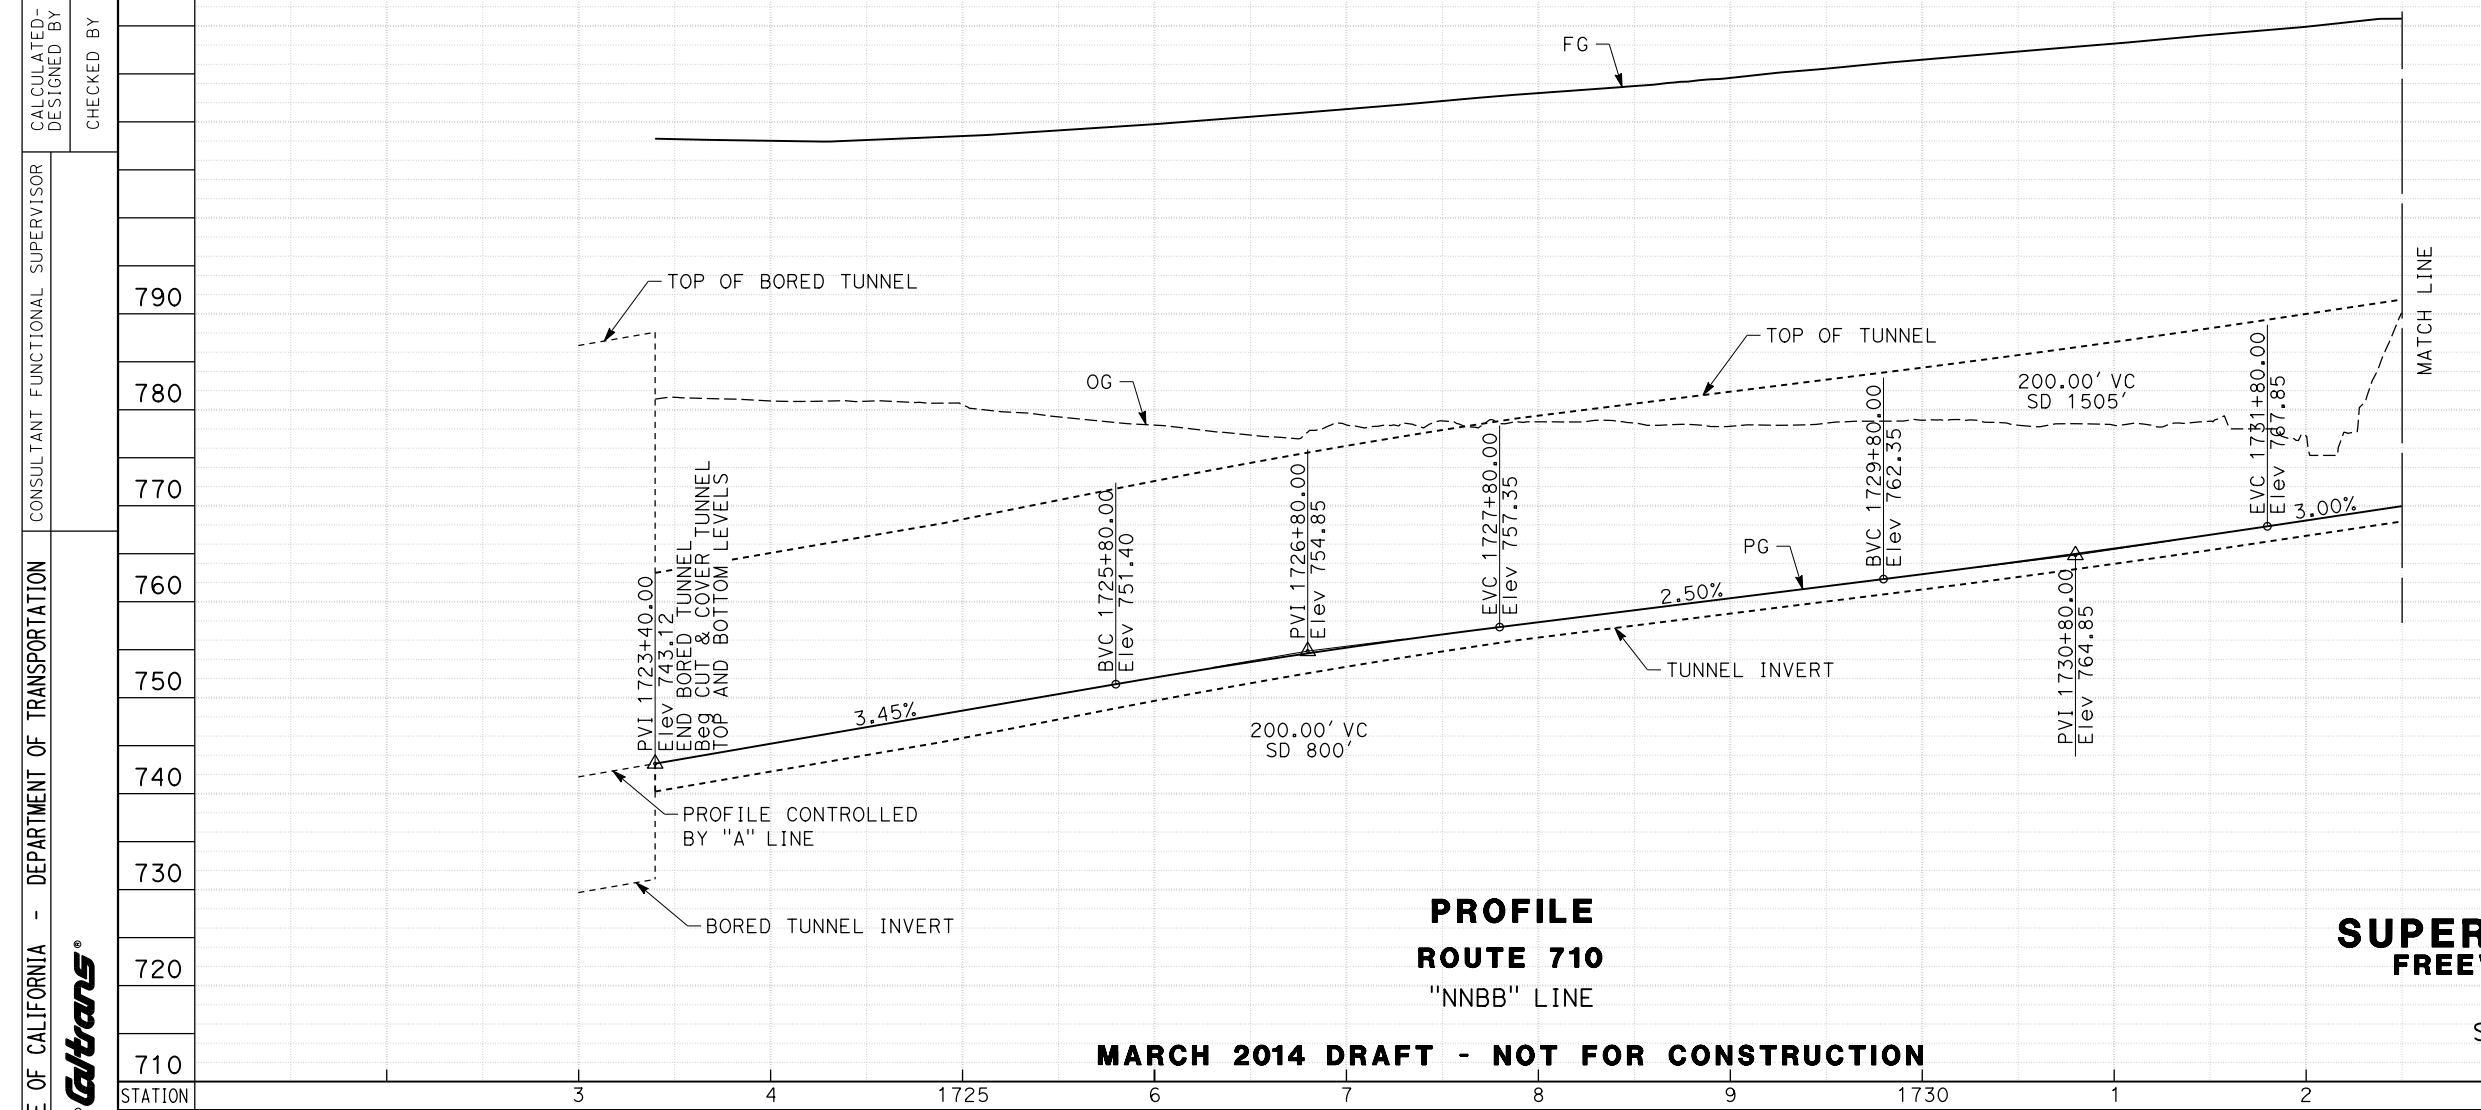 CALCULATED-
DESIGNED BY
CHECKED BY
CONSULTANT FUNCTIONAL SUPERVISOR
E OF CALIFORNIA - DEPARTMENT OF TRANSPORTATION
Caltrans®
790
780
770
760
750
740
730
720
710
FG
TOP OF BORED TUNNEL
OG
TOP OF TUNNEL
200.00' VC
SD 1505'
MATCH LINE
PVI 1723+40.00
Elev 743.12
END BORED TUNNEL
Beg CUT & COVER TUNNEL
TOP AND BOTTOM LEVELS
BVC 1725+80.00
Elev 751.40
PVI 1726+80.00
Elev 754.85
EVC 1727+80.00
Elev 757.35
BVC 1729+80.00
Elev 762.35
PVI 1730+80.00
Elev 764.85
EVC 1731+80.00
Elev 767.85
3.00%
PG
2.50%
TUNNEL INVERT
3.45%
200.00' VC
SD 800'
PROFILE CONTROLLED
BY "A" LINE
BORED TUNNEL INVERT
PROFILE
ROUTE 710
"NNBB" LINE
MARCH 2014 DRAFT - NOT FOR CONSTRUCTION
SUPER
FREEW
S
STATION 3 4 1725 6 7 8 9 1730 1 2